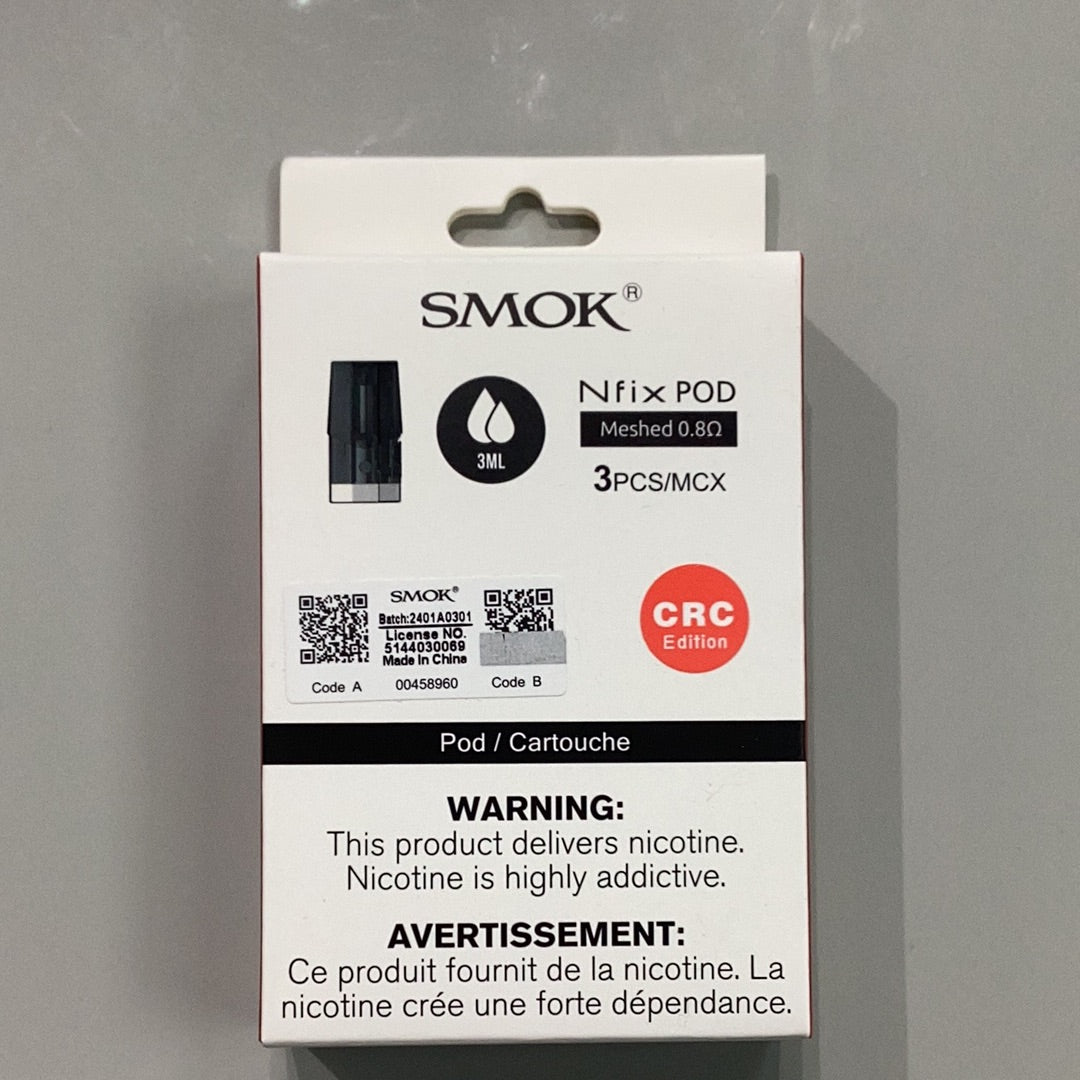 SMOK®
3ML
Nfix POD
Meshed 0.8Ω
3PCS/MCX
SMOK®
Batch:2401A0301
License NO.
5144030069
Made In China
Code A
00458960
Code B
CRC
Edition
Pod / Cartouche
WARNING:
This product delivers nicotine.
Nicotine is highly addictive.
AVERTISSEMENT:
Ce produit fournit de la nicotine. La
nicotine crée une forte dépendance.